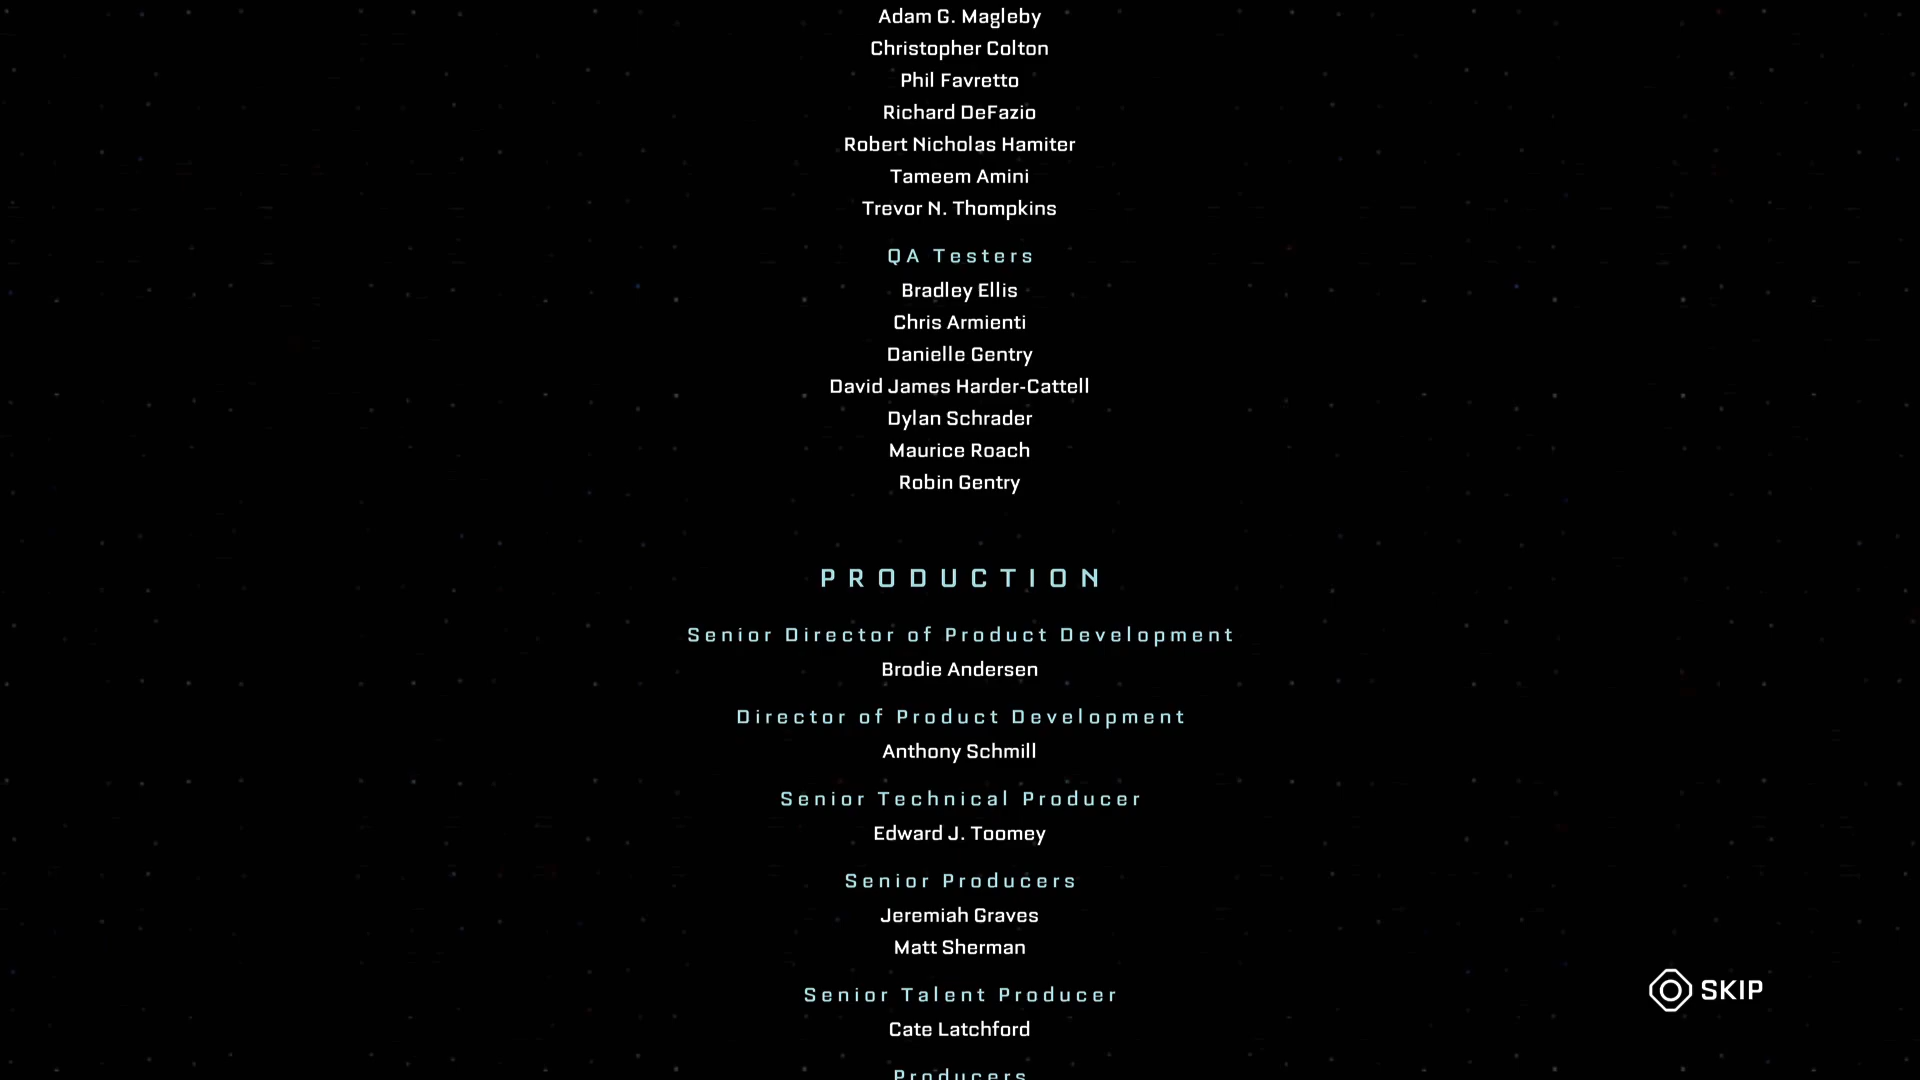 Adam G. Magleby
Christopher Colton
Phil Favretto
Richard DeFazio
Robert Nicholas Hamiter
Tameem Amini
Trevor N. Thompkins
QA Testers
Bradley Ellis
Chris Armienti
Danielle Gentry
David James Harder-Cattell
Dylan Schrader
Maurice Roach
Robin Gentry
PRODUCTION
Senior Director of Product Development
Brodie Andersen
Director of Product Development
Anthony Schmill
Senior Technical Producer
Edward J. Toomey
Senior Producers
Jeremiah Graves
Matt Sherman
Senior Talent Producer
Cate Latchford
SKIP
Producers